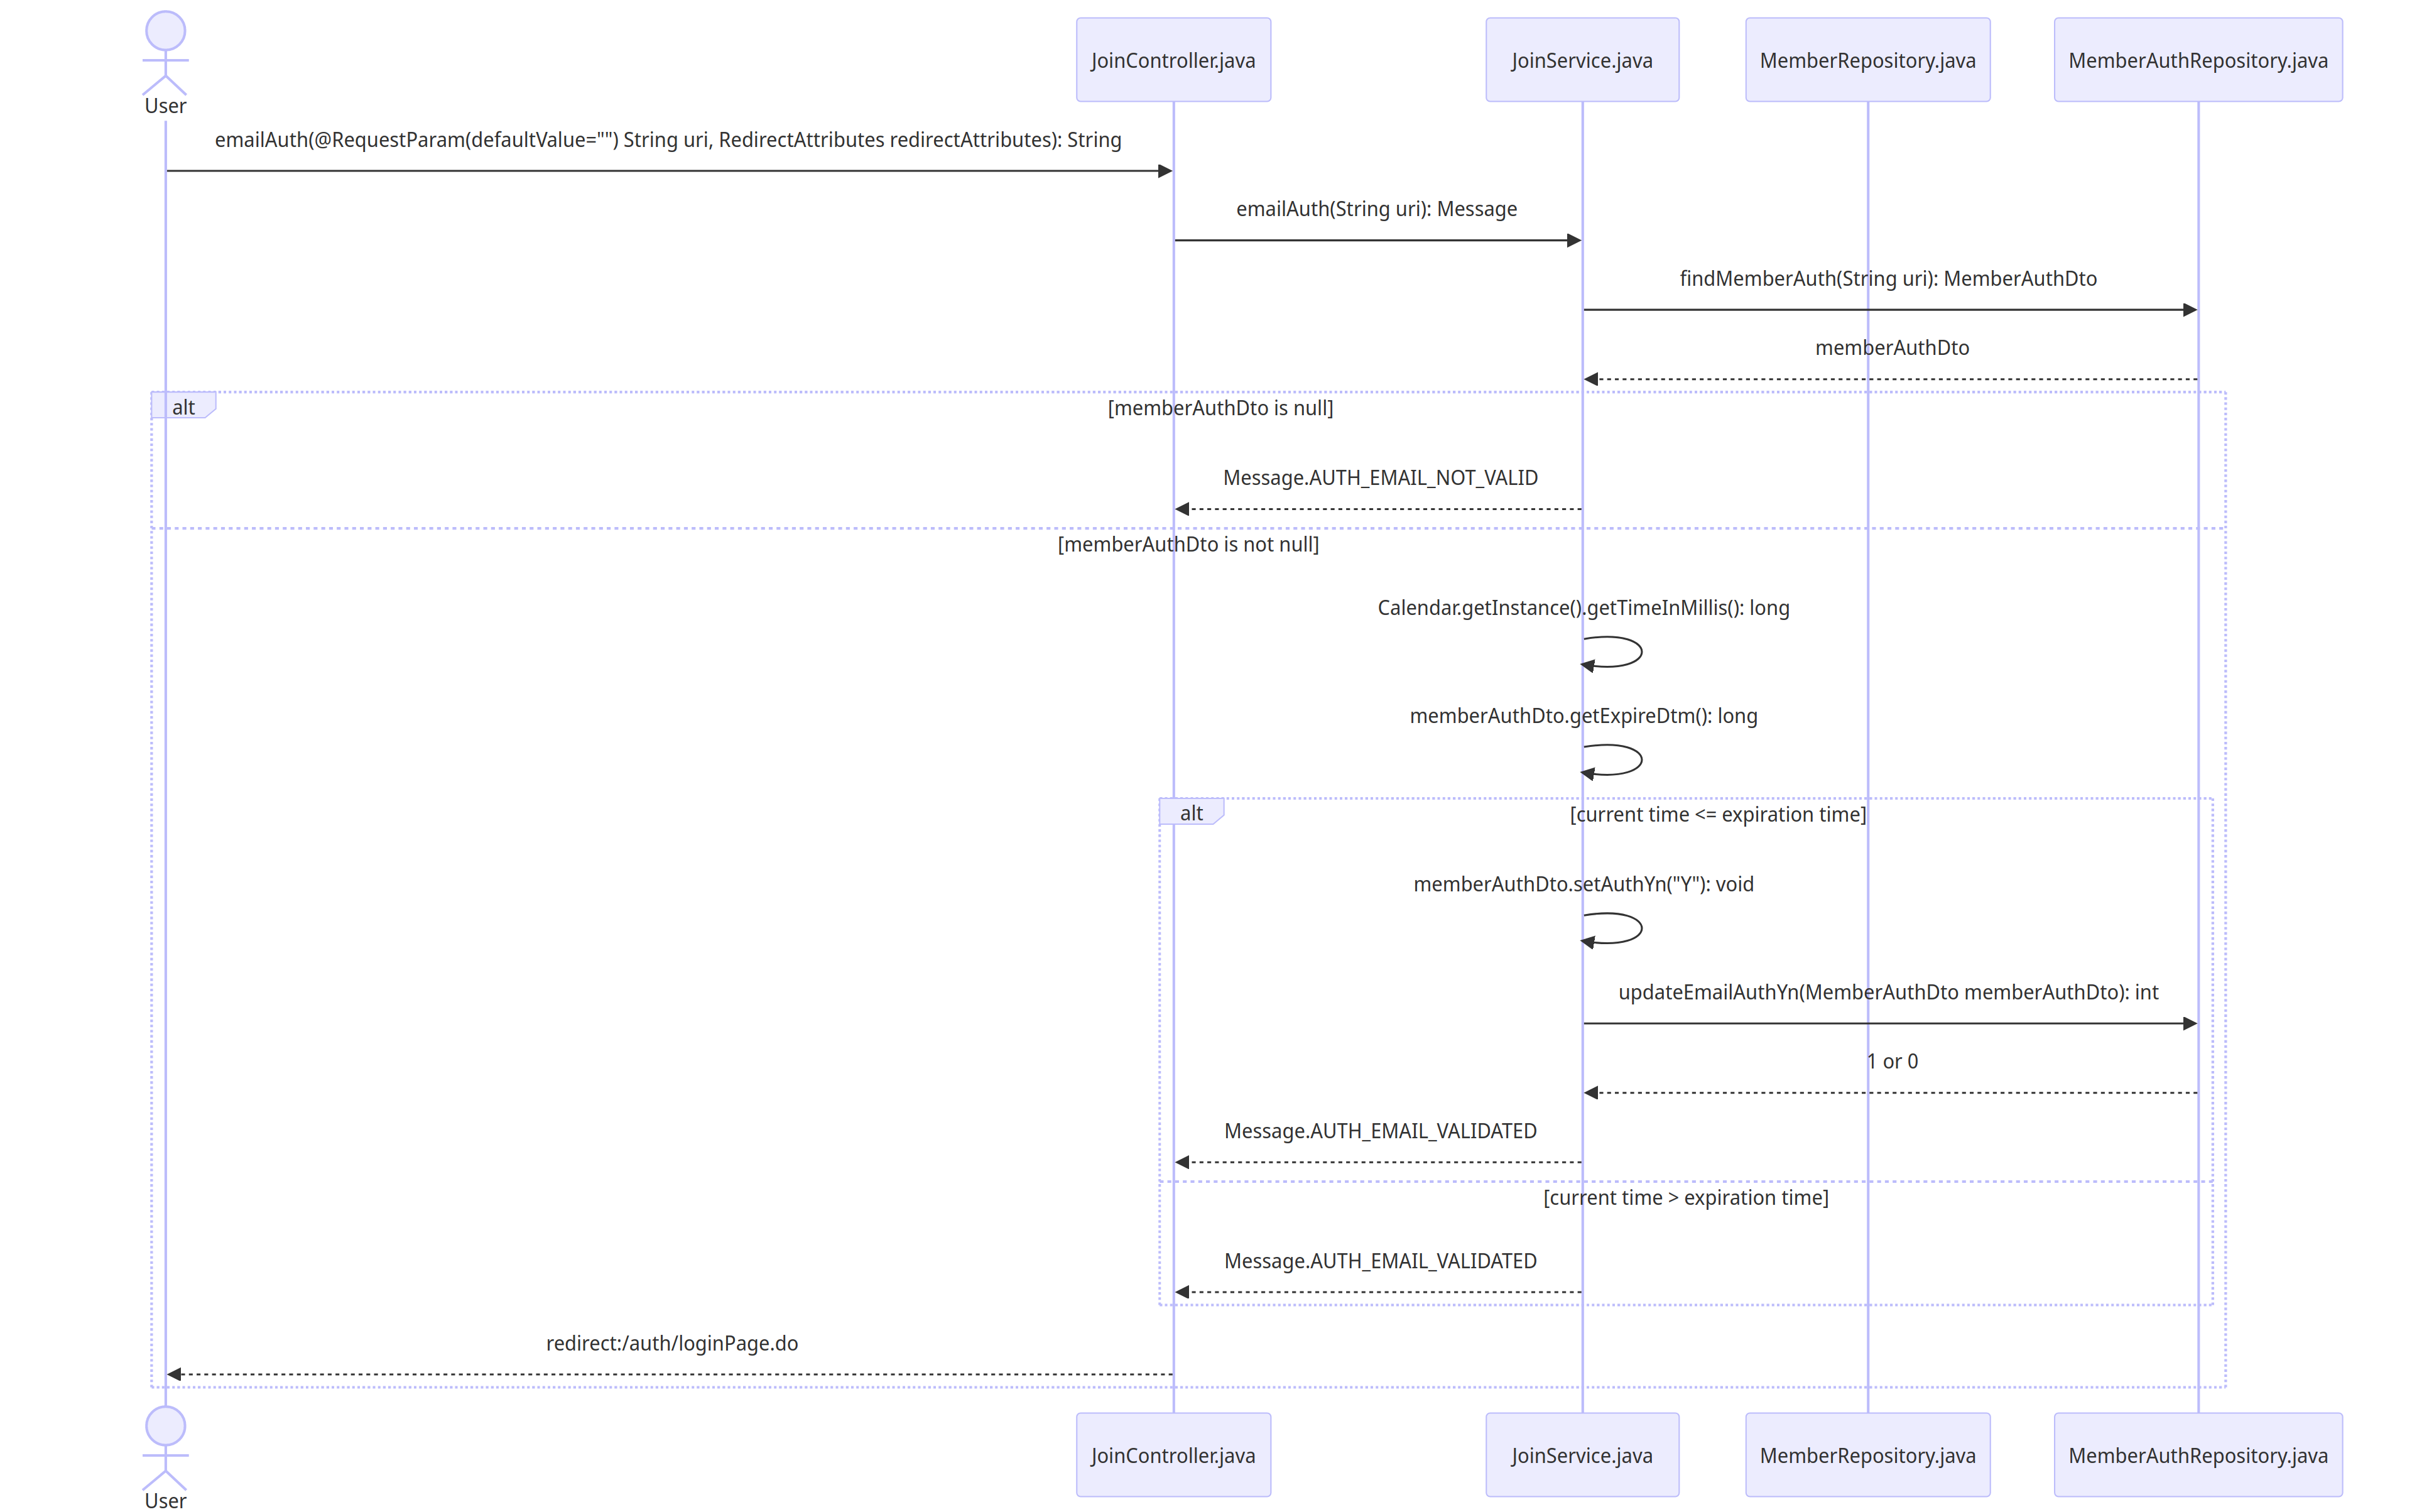 User
JoinController.java
JoinService.java
MemberRepository.java
MemberAuthRepository.java
emailAuth(@RequestParam(defaultValue="") String uri, RedirectAttributes redirectAttributes): String
emailAuth(String uri): Message
findMemberAuth(String uri): MemberAuthDto
memberAuthDto
alt
[memberAuthDto is null]
Message.AUTH_EMAIL_NOT_VALID
[memberAuthDto is not null]
Calendar.getInstance().getTimeInMillis(): long
memberAuthDto.getExpireDtm(): long
alt
[current time <= expiration time]
memberAuthDto.setAuthYn("Y"): void
updateEmailAuthYn(MemberAuthDto memberAuthDto): int
1 or 0
Message.AUTH_EMAIL_VALIDATED
[current time > expiration time]
Message.AUTH_EMAIL_VALIDATED
redirect:/auth/loginPage.do
User
JoinController.java
JoinService.java
MemberRepository.java
MemberAuthRepository.java